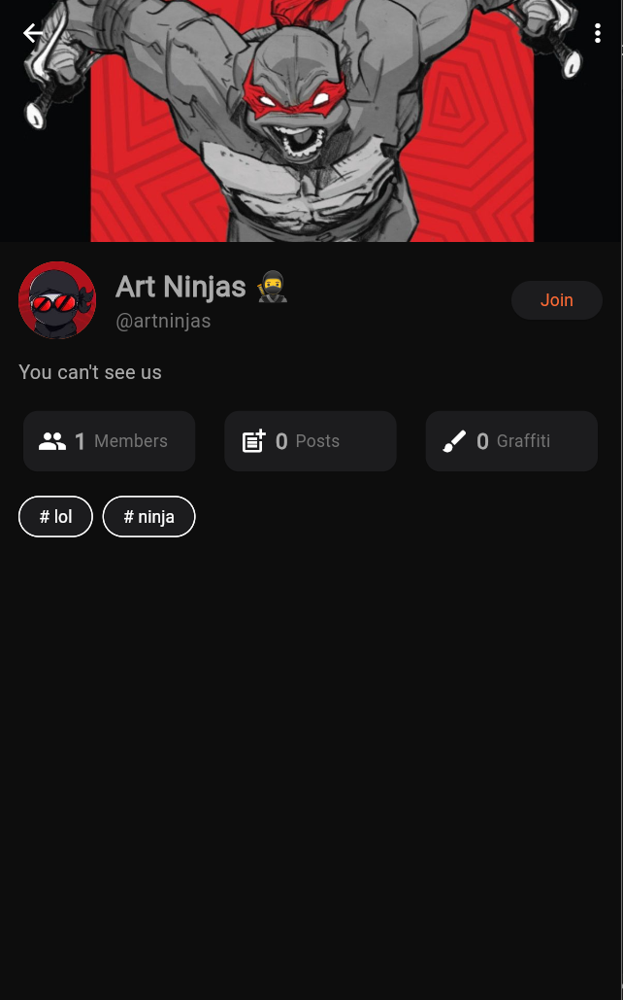 Art Ninjas 🥷
@artninjas
Join
You can't see us
1 Members
0 Posts
0 Graffiti
# lol
# ninja